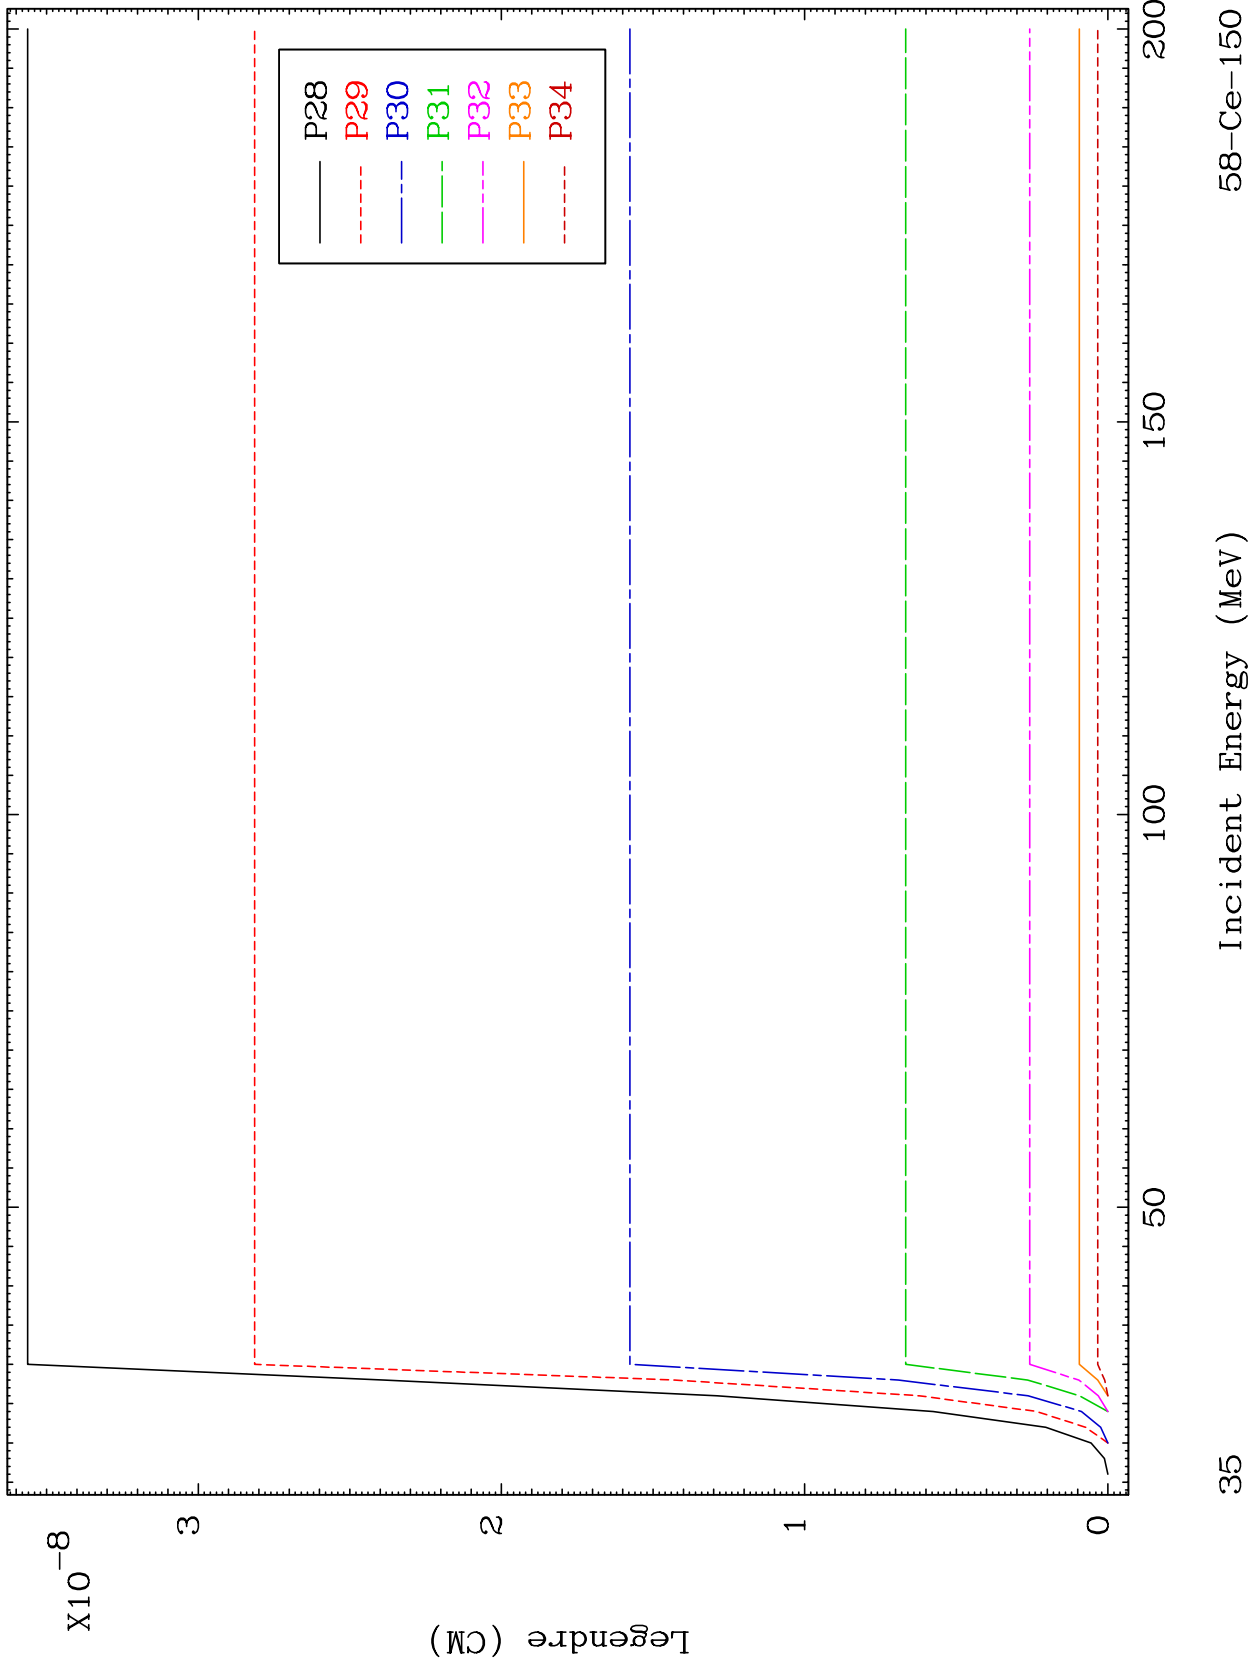 X10⁻⁸
Legendre (CM)
3
2
1
0
P28
P29
P30
P31
P32
P33
P34
50
100
150
200
35
Incident Energy (MeV)
58-Ce-150